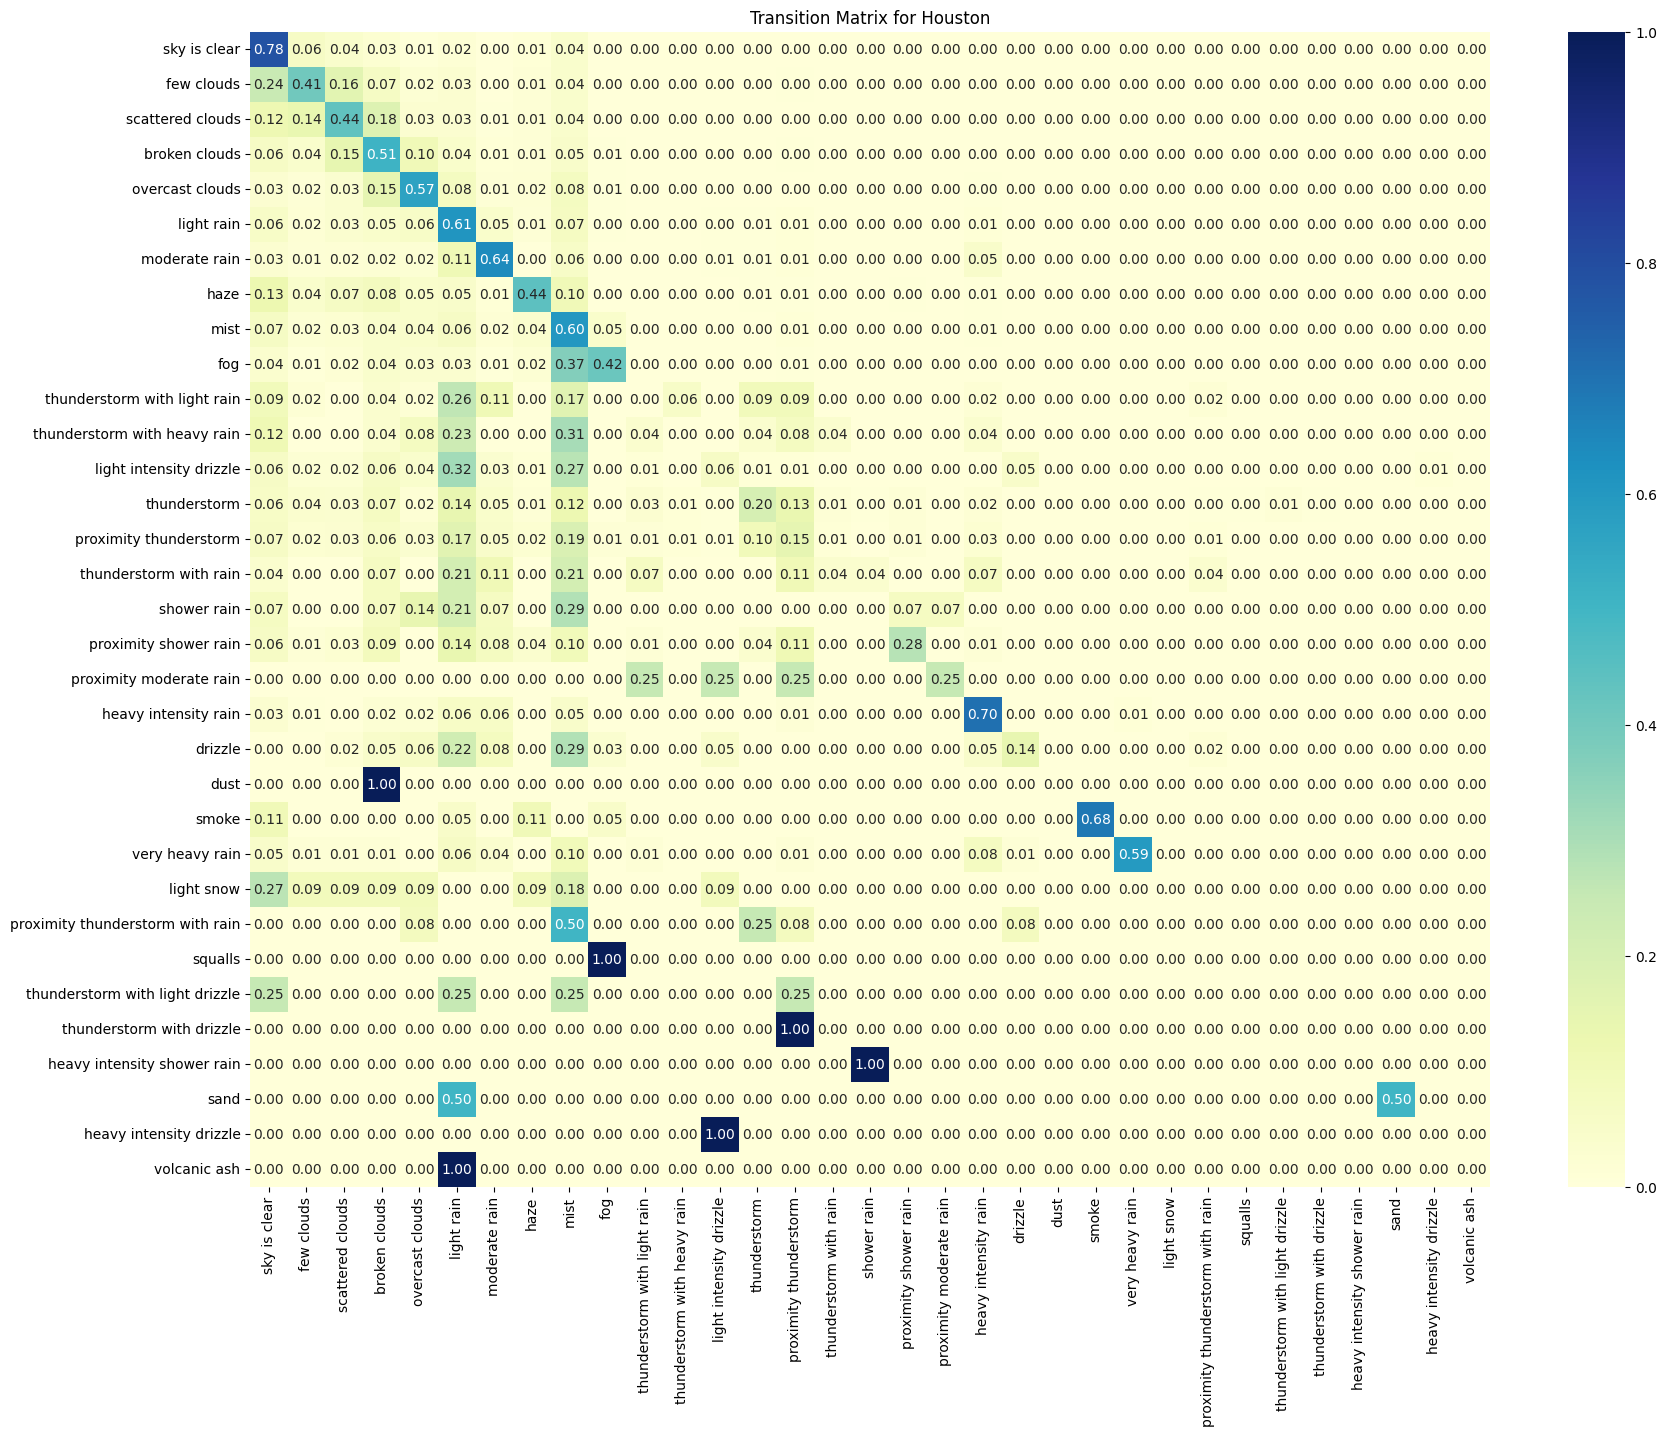 Transition Matrix for Houston
sky is clear 0.78 0.06 0.04 0.03 0.01 0.02 0.00 0.01 0.04 0.00 0.00 0.00 0.00 0.00 0.00 0.00 0.00 0.00 0.00 0.00 0.00 0.00 0.00 0.00 0.00 0.00 0.00 0.00 0.00 0.00 0.00 0.00 0.00
few clouds 0.24 0.41 0.16 0.07 0.02 0.03 0.00 0.01 0.04 0.00 0.00 0.00 0.00 0.00 0.00 0.00 0.00 0.00 0.00 0.00 0.00 0.00 0.00 0.00 0.00 0.00 0.00 0.00 0.00 0.00 0.00 0.00 0.00
scattered clouds 0.12 0.14 0.44 0.18 0.03 0.03 0.01 0.01 0.04 0.00 0.00 0.00 0.00 0.00 0.00 0.00 0.00 0.00 0.00 0.00 0.00 0.00 0.00 0.00 0.00 0.00 0.00 0.00 0.00 0.00 0.00 0.00 0.00
broken clouds 0.06 0.04 0.15 0.51 0.10 0.04 0.01 0.01 0.05 0.01 0.00 0.00 0.00 0.00 0.00 0.00 0.00 0.00 0.00 0.00 0.00 0.00 0.00 0.00 0.00 0.00 0.00 0.00 0.00 0.00 0.00 0.00 0.00
overcast clouds 0.03 0.02 0.03 0.15 0.57 0.08 0.01 0.02 0.08 0.01 0.00 0.00 0.00 0.00 0.00 0.00 0.00 0.00 0.00 0.00 0.00 0.00 0.00 0.00 0.00 0.00 0.00 0.00 0.00 0.00 0.00 0.00 0.00
light rain 0.06 0.02 0.03 0.05 0.06 0.61 0.05 0.01 0.07 0.00 0.00 0.00 0.00 0.01 0.01 0.00 0.00 0.00 0.00 0.01 0.00 0.00 0.00 0.00 0.00 0.00 0.00 0.00 0.00 0.00 0.00 0.00 0.00
moderate rain 0.03 0.01 0.02 0.02 0.02 0.11 0.64 0.00 0.06 0.00 0.00 0.00 0.01 0.01 0.01 0.00 0.00 0.00 0.00 0.05 0.00 0.00 0.00 0.00 0.00 0.00 0.00 0.00 0.00 0.00 0.00 0.00 0.00
haze 0.13 0.04 0.07 0.08 0.05 0.05 0.01 0.44 0.10 0.00 0.00 0.00 0.00 0.01 0.01 0.00 0.00 0.00 0.00 0.01 0.00 0.00 0.00 0.00 0.00 0.00 0.00 0.00 0.00 0.00 0.00 0.00 0.00
mist 0.07 0.02 0.03 0.04 0.04 0.06 0.02 0.04 0.60 0.05 0.00 0.00 0.00 0.00 0.01 0.00 0.00 0.00 0.00 0.01 0.00 0.00 0.00 0.00 0.00 0.00 0.00 0.00 0.00 0.00 0.00 0.00 0.00
fog 0.04 0.01 0.02 0.04 0.03 0.03 0.01 0.02 0.37 0.42 0.00 0.00 0.00 0.00 0.01 0.00 0.00 0.00 0.00 0.00 0.00 0.00 0.00 0.00 0.00 0.00 0.00 0.00 0.00 0.00 0.00 0.00 0.00
thunderstorm with light rain 0.09 0.02 0.00 0.04 0.02 0.26 0.11 0.00 0.17 0.00 0.00 0.06 0.00 0.09 0.09 0.00 0.00 0.00 0.00 0.02 0.00 0.00 0.00 0.00 0.00 0.02 0.00 0.00 0.00 0.00 0.00 0.00 0.00
thunderstorm with heavy rain 0.12 0.00 0.00 0.04 0.08 0.23 0.00 0.00 0.31 0.00 0.04 0.00 0.00 0.04 0.08 0.04 0.00 0.00 0.00 0.04 0.00 0.00 0.00 0.00 0.00 0.00 0.00 0.00 0.00 0.00 0.00 0.00 0.00
light intensity drizzle 0.06 0.02 0.02 0.06 0.04 0.32 0.03 0.01 0.27 0.00 0.01 0.00 0.06 0.01 0.01 0.00 0.00 0.00 0.00 0.00 0.05 0.00 0.00 0.00 0.00 0.00 0.00 0.00 0.00 0.00 0.00 0.01 0.00
thunderstorm 0.06 0.04 0.03 0.07 0.02 0.14 0.05 0.01 0.12 0.00 0.03 0.01 0.00 0.20 0.13 0.01 0.00 0.01 0.00 0.02 0.00 0.00 0.00 0.00 0.00 0.00 0.00 0.01 0.00 0.00 0.00 0.00 0.00
proximity thunderstorm 0.07 0.02 0.03 0.06 0.03 0.17 0.05 0.02 0.19 0.01 0.01 0.01 0.01 0.10 0.15 0.01 0.00 0.01 0.00 0.03 0.00 0.00 0.00 0.00 0.00 0.01 0.00 0.00 0.00 0.00 0.00 0.00 0.00
thunderstorm with rain 0.04 0.00 0.00 0.07 0.00 0.21 0.11 0.00 0.21 0.00 0.07 0.00 0.00 0.00 0.11 0.04 0.04 0.00 0.00 0.07 0.00 0.00 0.00 0.00 0.00 0.04 0.00 0.00 0.00 0.00 0.00 0.00 0.00
shower rain 0.07 0.00 0.00 0.07 0.14 0.21 0.07 0.00 0.29 0.00 0.00 0.00 0.00 0.00 0.00 0.00 0.00 0.07 0.07 0.00 0.00 0.00 0.00 0.00 0.00 0.00 0.00 0.00 0.00 0.00 0.00 0.00 0.00
proximity shower rain 0.06 0.01 0.03 0.09 0.00 0.14 0.08 0.04 0.10 0.00 0.01 0.00 0.00 0.04 0.11 0.00 0.00 0.28 0.00 0.01 0.00 0.00 0.00 0.00 0.00 0.00 0.00 0.00 0.00 0.00 0.00 0.00 0.00
proximity moderate rain 0.00 0.00 0.00 0.00 0.00 0.00 0.00 0.00 0.00 0.00 0.25 0.00 0.25 0.00 0.25 0.00 0.00 0.00 0.25 0.00 0.00 0.00 0.00 0.00 0.00 0.00 0.00 0.00 0.00 0.00 0.00 0.00 0.00
heavy intensity rain 0.03 0.01 0.00 0.02 0.02 0.06 0.06 0.00 0.05 0.00 0.00 0.00 0.00 0.00 0.01 0.00 0.00 0.00 0.00 0.70 0.00 0.00 0.00 0.01 0.00 0.00 0.00 0.00 0.00 0.00 0.00 0.00 0.00
drizzle 0.00 0.00 0.02 0.05 0.06 0.22 0.08 0.00 0.29 0.03 0.00 0.00 0.05 0.00 0.00 0.00 0.00 0.00 0.00 0.05 0.14 0.00 0.00 0.00 0.00 0.02 0.00 0.00 0.00 0.00 0.00 0.00 0.00
dust 0.00 0.00 0.00 1.00 0.00 0.00 0.00 0.00 0.00 0.00 0.00 0.00 0.00 0.00 0.00 0.00 0.00 0.00 0.00 0.00 0.00 0.00 0.00 0.00 0.00 0.00 0.00 0.00 0.00 0.00 0.00 0.00 0.00
smoke 0.11 0.00 0.00 0.00 0.00 0.05 0.00 0.11 0.00 0.05 0.00 0.00 0.00 0.00 0.00 0.00 0.00 0.00 0.00 0.00 0.00 0.00 0.68 0.00 0.00 0.00 0.00 0.00 0.00 0.00 0.00 0.00 0.00
very heavy rain 0.05 0.01 0.01 0.01 0.00 0.06 0.04 0.00 0.10 0.00 0.01 0.00 0.00 0.00 0.01 0.00 0.00 0.00 0.00 0.08 0.01 0.00 0.00 0.59 0.00 0.00 0.00 0.00 0.00 0.00 0.00 0.00 0.00
light snow 0.27 0.09 0.09 0.09 0.09 0.00 0.00 0.09 0.18 0.00 0.00 0.00 0.09 0.00 0.00 0.00 0.00 0.00 0.00 0.00 0.00 0.00 0.00 0.00 0.00 0.00 0.00 0.00 0.00 0.00 0.00 0.00 0.00
proximity thunderstorm with rain 0.00 0.00 0.00 0.00 0.08 0.00 0.00 0.00 0.50 0.00 0.00 0.00 0.00 0.25 0.08 0.00 0.00 0.00 0.00 0.00 0.08 0.00 0.00 0.00 0.00 0.00 0.00 0.00 0.00 0.00 0.00 0.00 0.00
squalls 0.00 0.00 0.00 0.00 0.00 0.00 0.00 0.00 0.00 1.00 0.00 0.00 0.00 0.00 0.00 0.00 0.00 0.00 0.00 0.00 0.00 0.00 0.00 0.00 0.00 0.00 0.00 0.00 0.00 0.00 0.00 0.00 0.00
thunderstorm with light drizzle 0.25 0.00 0.00 0.00 0.00 0.25 0.00 0.00 0.25 0.00 0.00 0.00 0.00 0.00 0.25 0.00 0.00 0.00 0.00 0.00 0.00 0.00 0.00 0.00 0.00 0.00 0.00 0.00 0.00 0.00 0.00 0.00 0.00
thunderstorm with drizzle 0.00 0.00 0.00 0.00 0.00 0.00 0.00 0.00 0.00 0.00 0.00 0.00 0.00 0.00 1.00 0.00 0.00 0.00 0.00 0.00 0.00 0.00 0.00 0.00 0.00 0.00 0.00 0.00 0.00 0.00 0.00 0.00 0.00
heavy intensity shower rain 0.00 0.00 0.00 0.00 0.00 0.00 0.00 0.00 0.00 0.00 0.00 0.00 0.00 0.00 0.00 0.00 1.00 0.00 0.00 0.00 0.00 0.00 0.00 0.00 0.00 0.00 0.00 0.00 0.00 0.00 0.00 0.00 0.00
sand 0.00 0.00 0.00 0.00 0.00 0.50 0.00 0.00 0.00 0.00 0.00 0.00 0.00 0.00 0.00 0.00 0.00 0.00 0.00 0.00 0.00 0.00 0.00 0.00 0.00 0.00 0.00 0.00 0.00 0.00 0.50 0.00 0.00
heavy intensity drizzle 0.00 0.00 0.00 0.00 0.00 0.00 0.00 0.00 0.00 0.00 0.00 0.00 1.00 0.00 0.00 0.00 0.00 0.00 0.00 0.00 0.00 0.00 0.00 0.00 0.00 0.00 0.00 0.00 0.00 0.00 0.00 0.00 0.00
volcanic ash 0.00 0.00 0.00 0.00 0.00 1.00 0.00 0.00 0.00 0.00 0.00 0.00 0.00 0.00 0.00 0.00 0.00 0.00 0.00 0.00 0.00 0.00 0.00 0.00 0.00 0.00 0.00 0.00 0.00 0.00 0.00 0.00 0.00
sky is clear
few clouds
scattered clouds
broken clouds
overcast clouds
light rain
moderate rain
haze
mist
fog
thunderstorm with light rain
thunderstorm with heavy rain
light intensity drizzle
thunderstorm
proximity thunderstorm
thunderstorm with rain
shower rain
proximity shower rain
proximity moderate rain
heavy intensity rain
drizzle
dust
smoke
very heavy rain
light snow
proximity thunderstorm with rain
squalls
thunderstorm with light drizzle
thunderstorm with drizzle
heavy intensity shower rain
sand
heavy intensity drizzle
volcanic ash
1.0
0.8
0.6
0.4
0.2
0.0